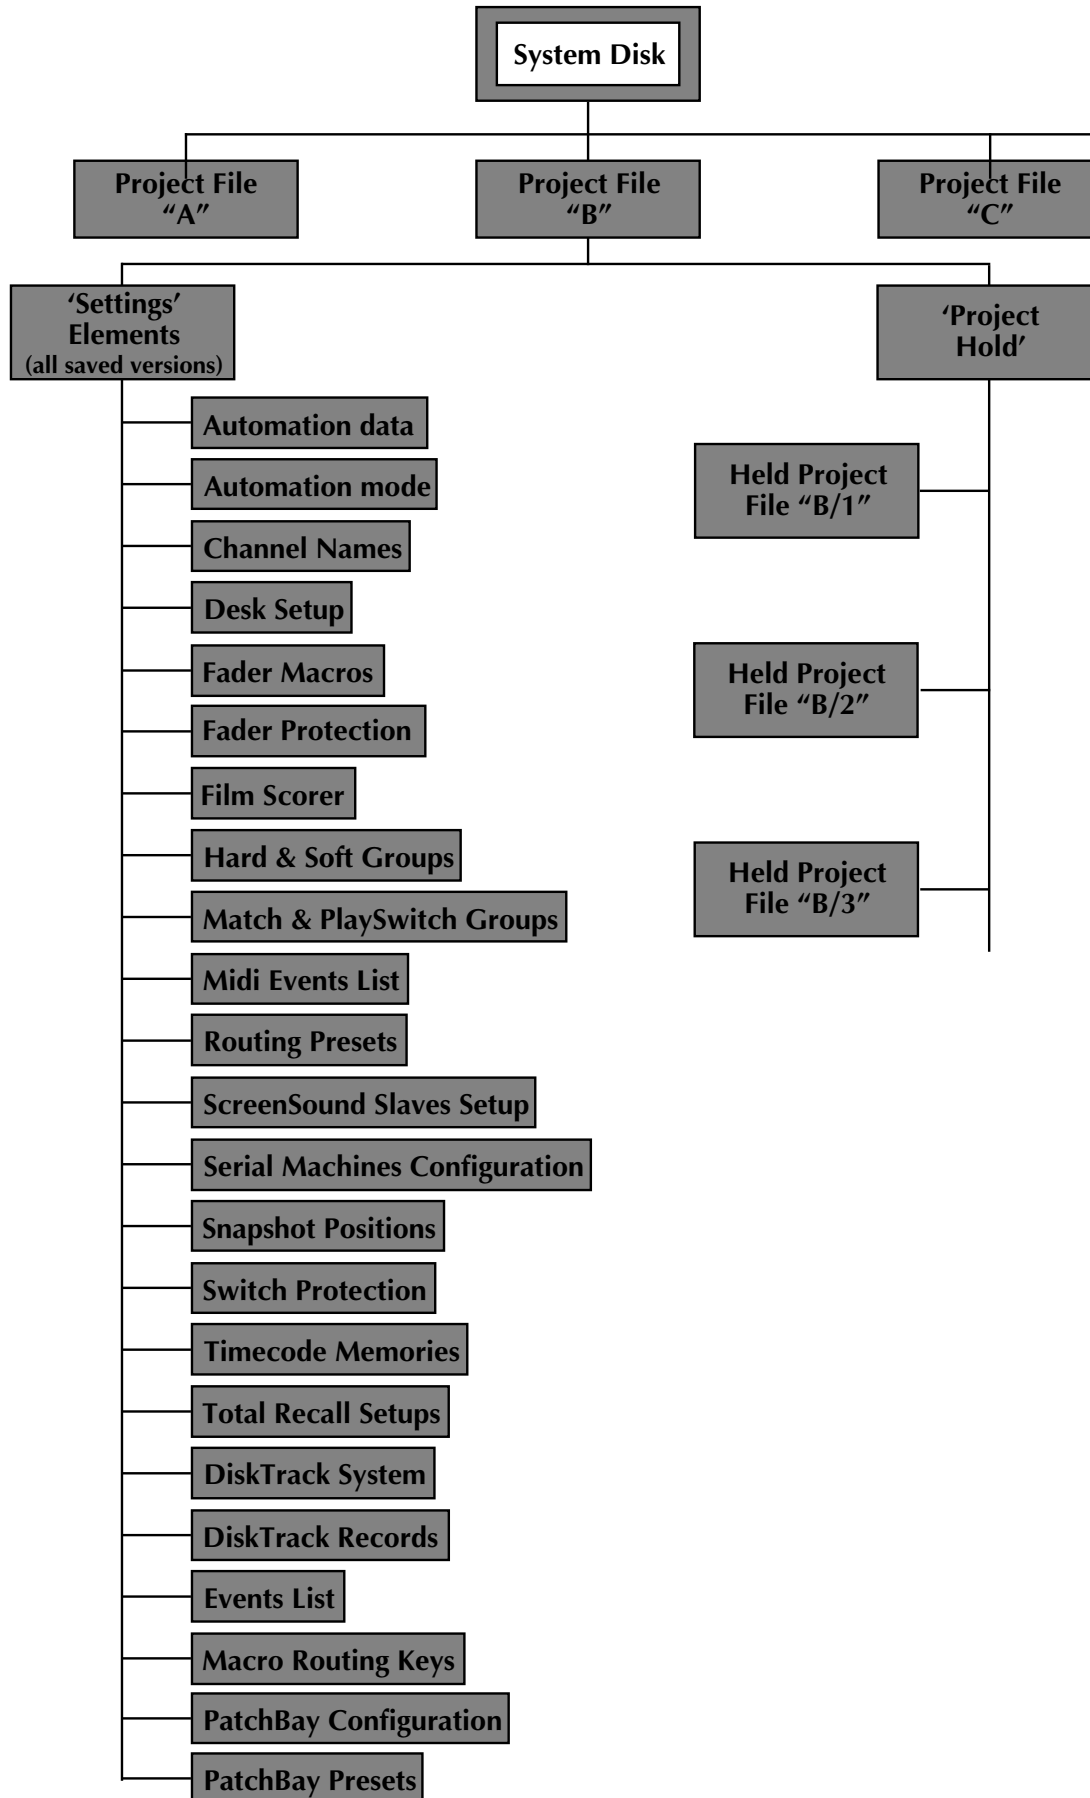 System Disk
Project File
“A”
Project File
“B”
Project File
“C”
‘Settings’
Elements
(all saved versions)
‘Project
Hold’
Automation data
Automation mode
Channel Names
Desk Setup
Fader Macros
Fader Protection
Film Scorer
Hard & Soft Groups
Match & PlaySwitch Groups
Midi Events List
Routing Presets
ScreenSound Slaves Setup
Serial Machines Configuration
Snapshot Positions
Switch Protection
Timecode Memories
Total Recall Setups
DiskTrack System
DiskTrack Records
Events List
Macro Routing Keys
PatchBay Configuration
PatchBay Presets
Held Project
File “B/1”
Held Project
File “B/2”
Held Project
File “B/3”